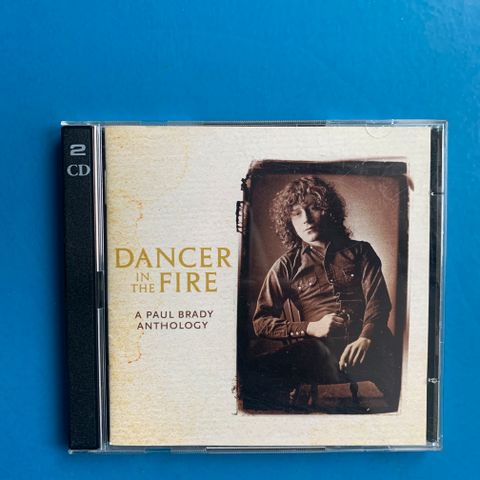 2
CD
DANCER
IN
THE FIRE
A PAUL BRADY
ANTHOLOGY